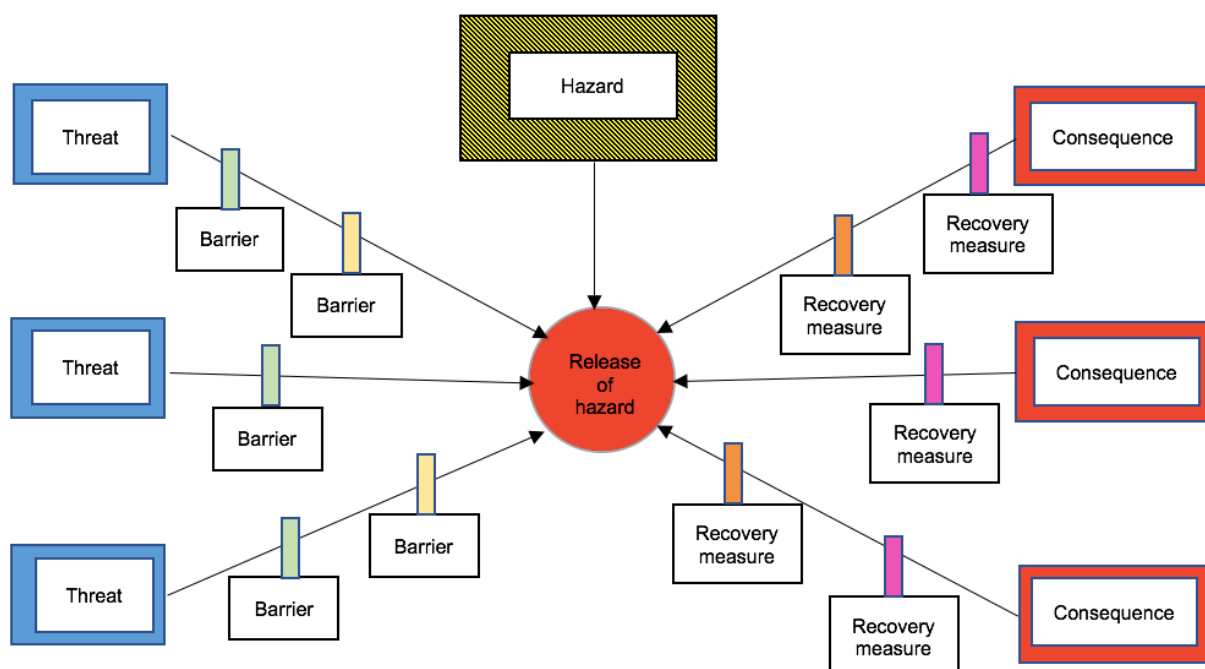 Hazard
Threat
Consequence
Barrier
Recovery
measure
Barrier
Recovery
measure
Threat
Release
of
hazard
Consequence
Barrier
Recovery
measure
Barrier
Recovery
measure
Threat
Barrier
Consequence
Recovery
measure